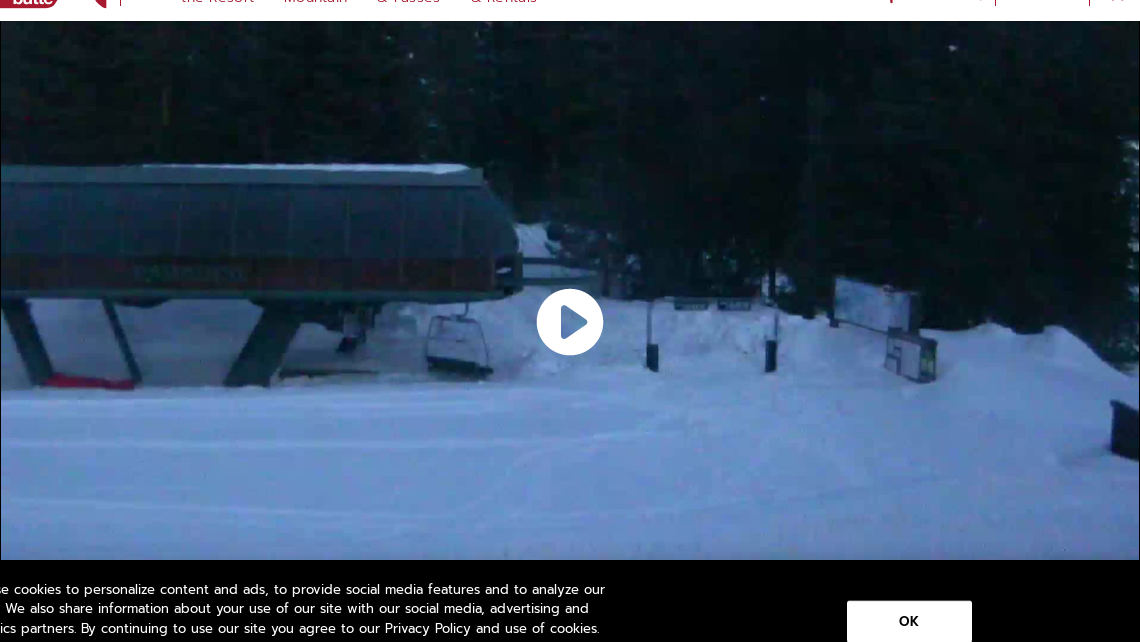 butte
the Resort Mountain & Passes & Rentals
se cookies to personalize content and ads, to provide social media features and to analyze our
We also share information about your use of our site with our social media, advertising and
ics partners. By continuing to use our site you agree to our Privacy Policy and use of cookies.
OK